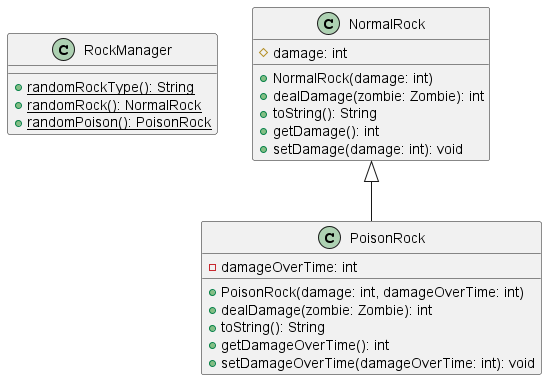 C RockManager
randomRockType(): String
randomRock(): NormalRock
randomPoison(): PoisonRock
C NormalRock
damage: int
NormalRock(damage: int)
dealDamage(zombie: Zombie): int
toString(): String
getDamage(): int
setDamage(damage: int): void
C PoisonRock
damageOverTime: int
PoisonRock(damage: int, damageOverTime: int)
dealDamage(zombie: Zombie): int
toString(): String
getDamageOverTime(): int
setDamageOverTime(damageOverTime: int): void